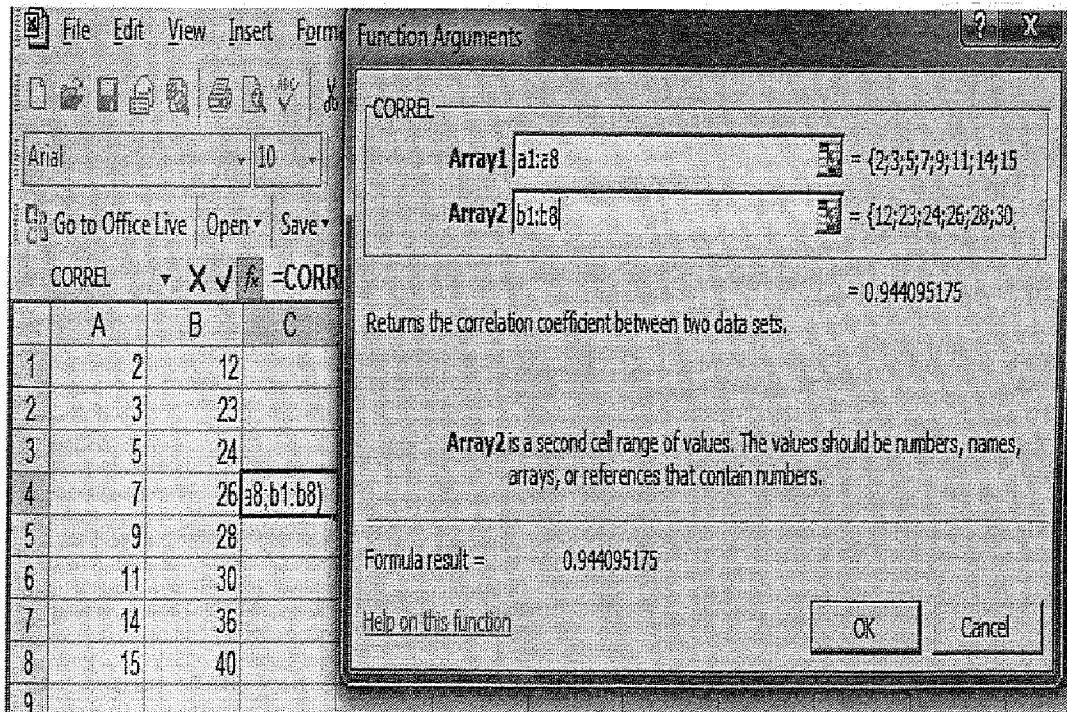 File Edit View Insert Form
Arial 10
Go to Office Live Open Save
CORREL X fx =CORR
A B C
1 2 12
2 3 23
3 5 24
4 7 26 a8;b1:b8)
5 9 28
6 11 30
7 14 36
8 15 40
9
Function Arguments ? X
CORREL
Array1 a1:a8 = {2;3;5;7;9;11;14;15
Array2 b1:b8 = {12;23;24;26;28;30
= 0.944095175
Returns the correlation coefficient between two data sets.
Array2 is a second cell range of values. The values should be numbers, names,
arrays, or references that contain numbers.
Formula result = 0.944095175
Help on this function OK Cancel